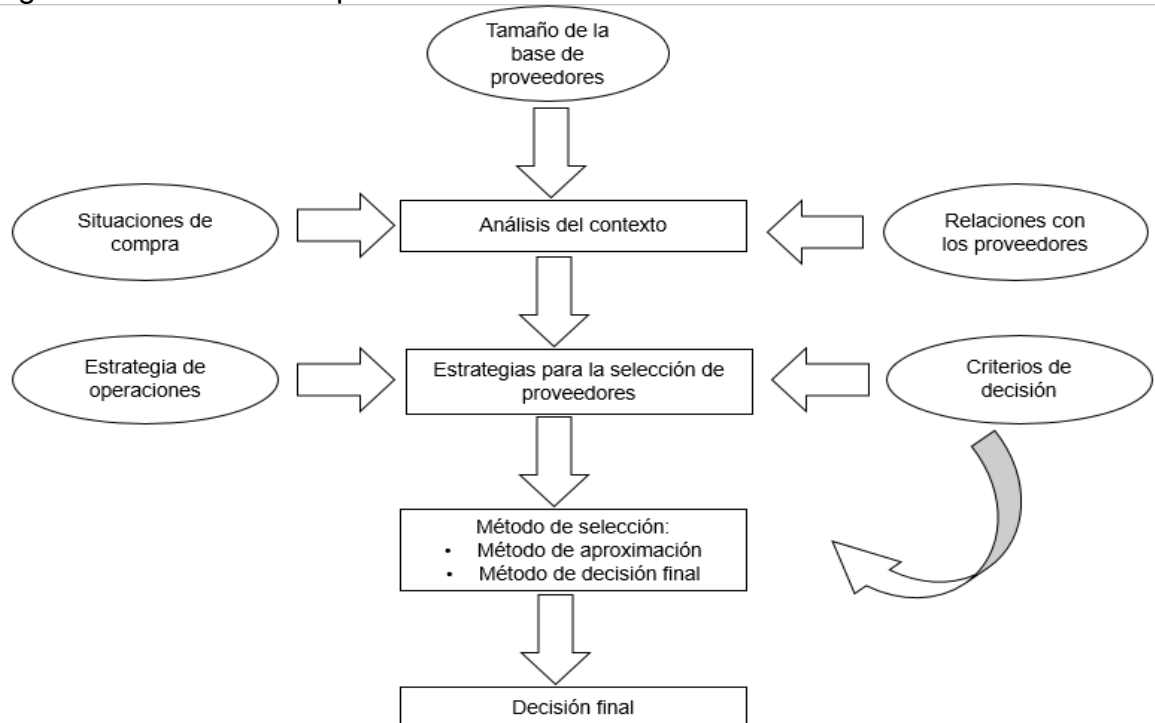 Tamaño de la
base de
proveedores
Situaciones de
compra
Análisis del contexto
Relaciones con
los proveedores
Estrategia de
operaciones
Estrategias para la selección de
proveedores
Criterios de
decisión
Método de selección:
• Método de aproximación
• Método de decisión final
Decisión final